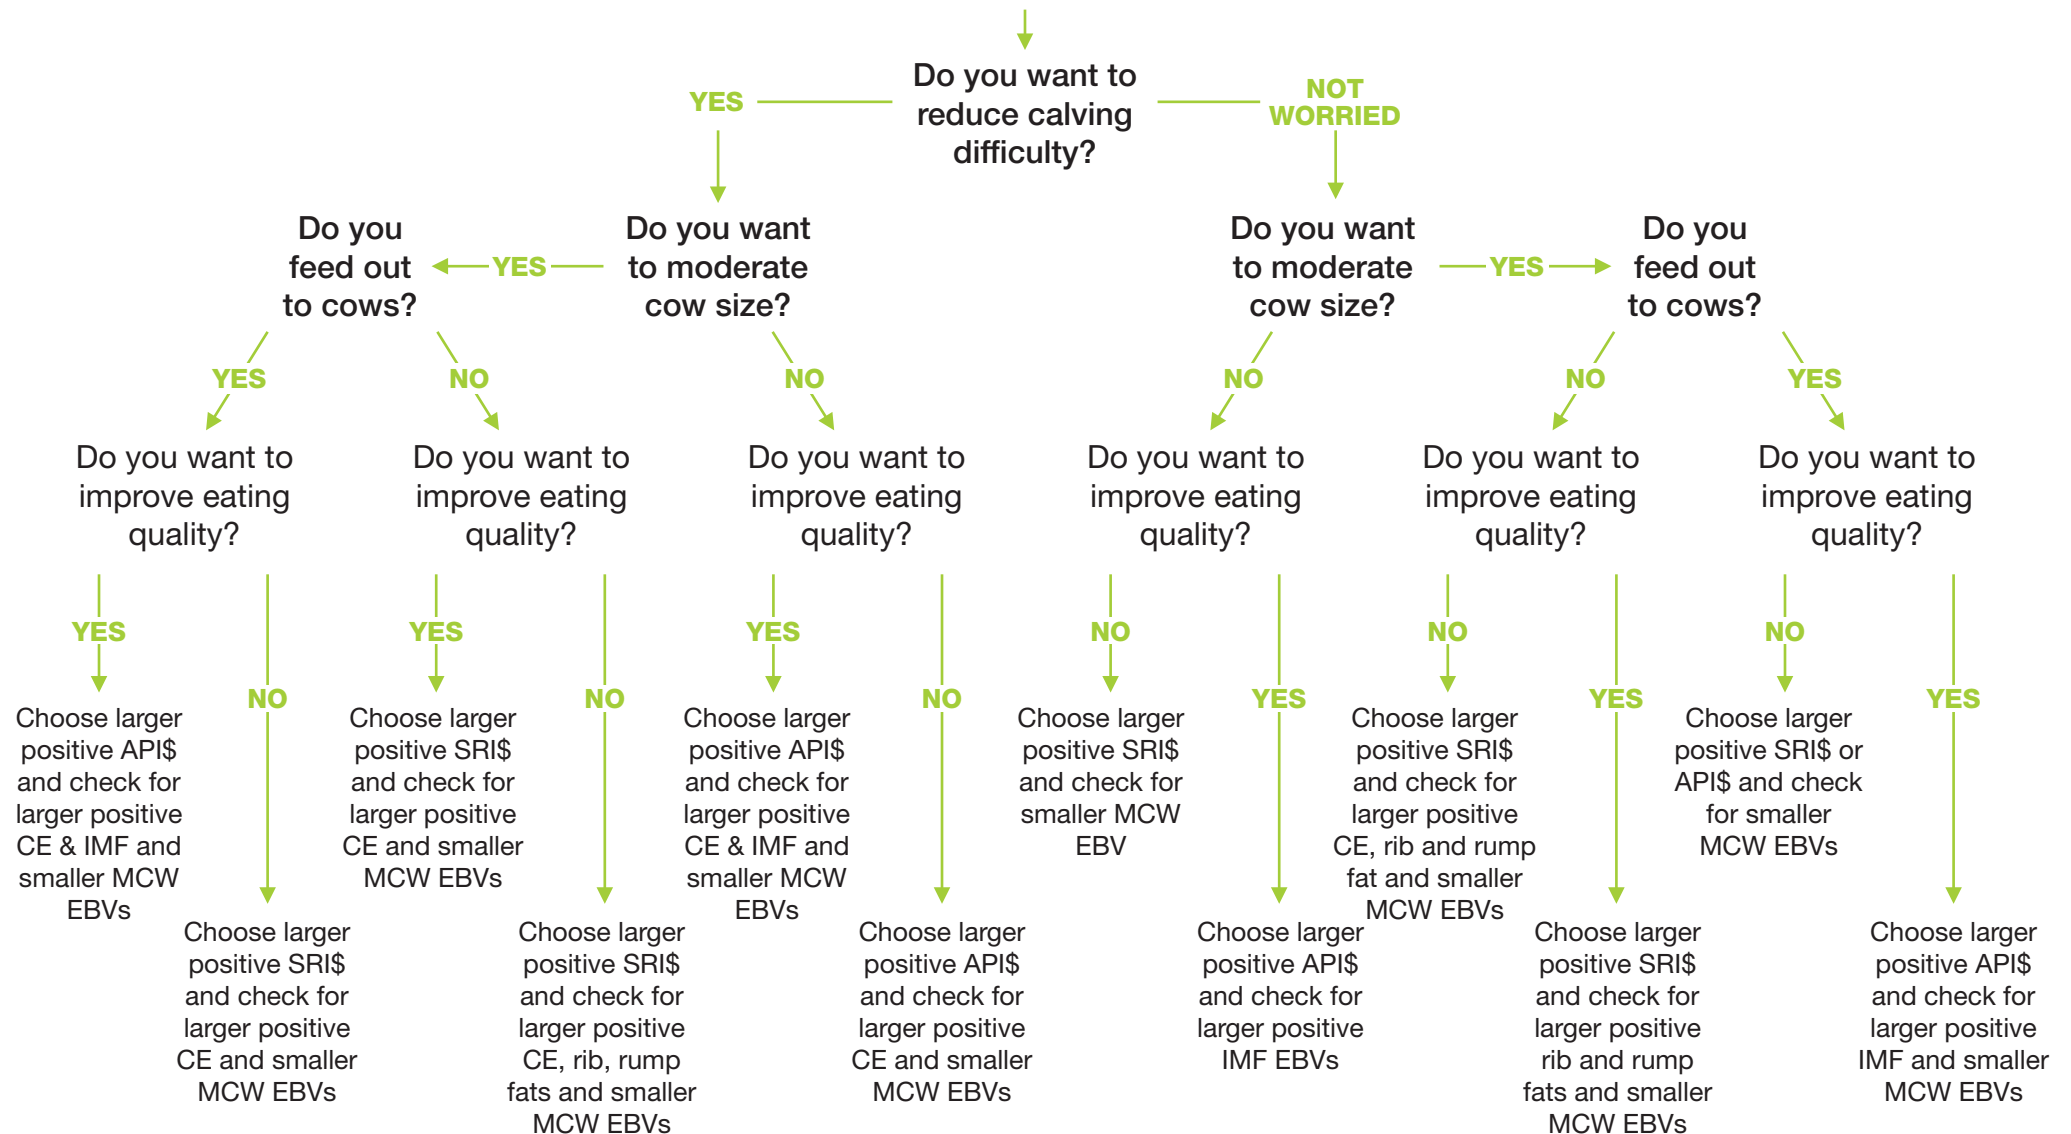 Do you want to
reduce calving
difficulty?
YES
NOT
WORRIED
Do you
feed out
to cows?
YES
Do you want
to moderate
cow size?
Do you want
to moderate
cow size?
YES
Do you
feed out
to cows?
YES
NO
NO
NO
NO
YES
Do you want to
improve eating
quality?
Do you want to
improve eating
quality?
Do you want to
improve eating
quality?
Do you want to
improve eating
quality?
Do you want to
improve eating
quality?
Do you want to
improve eating
quality?
YES
NO
YES
NO
YES
NO
NO
YES
NO
YES
NO
YES
Choose larger
positive API$
and check for
larger positive
CE & IMF and
smaller MCW
EBVs
Choose larger
positive SRI$
and check for
larger positive
CE and smaller
MCW EBVs
Choose larger
positive API$
and check for
larger positive
CE & IMF and
smaller MCW
EBVs
Choose larger
positive SRI$
and check for
smaller MCW
EBV
Choose larger
positive SRI$
and check for
larger positive
CE, rib and rump
fat and smaller
MCW EBVs
Choose larger
positive SRI$ or
API$ and check
for smaller
MCW EBVs
Choose larger
positive SRI$
and check for
larger positive
CE and smaller
MCW EBVs
Choose larger
positive SRI$
and check for
larger positive
CE, rib, rump
fats and smaller
MCW EBVs
Choose larger
positive API$
and check for
larger positive
CE and smaller
MCW EBVs
Choose larger
positive API$
and check for
larger positive
IMF EBVs
Choose larger
positive SRI$
and check for
larger positive
rib and rump
fats and smaller
MCW EBVs
Choose larger
positive API$
and check for
larger positive
IMF and smaller
MCW EBVs